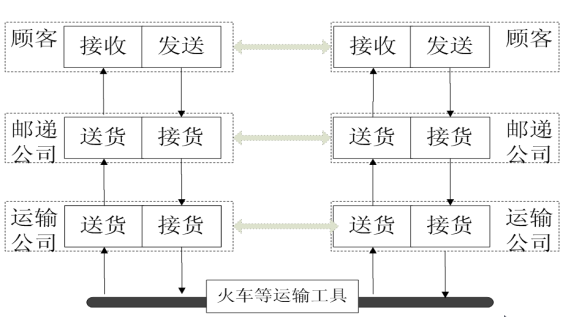 顾客 接收 发送 接收 发送 顾客
邮递公司 送货 接货 送货 接货 邮递公司
运输公司 送货 接货 送货 接货 运输公司
火车等运输工具